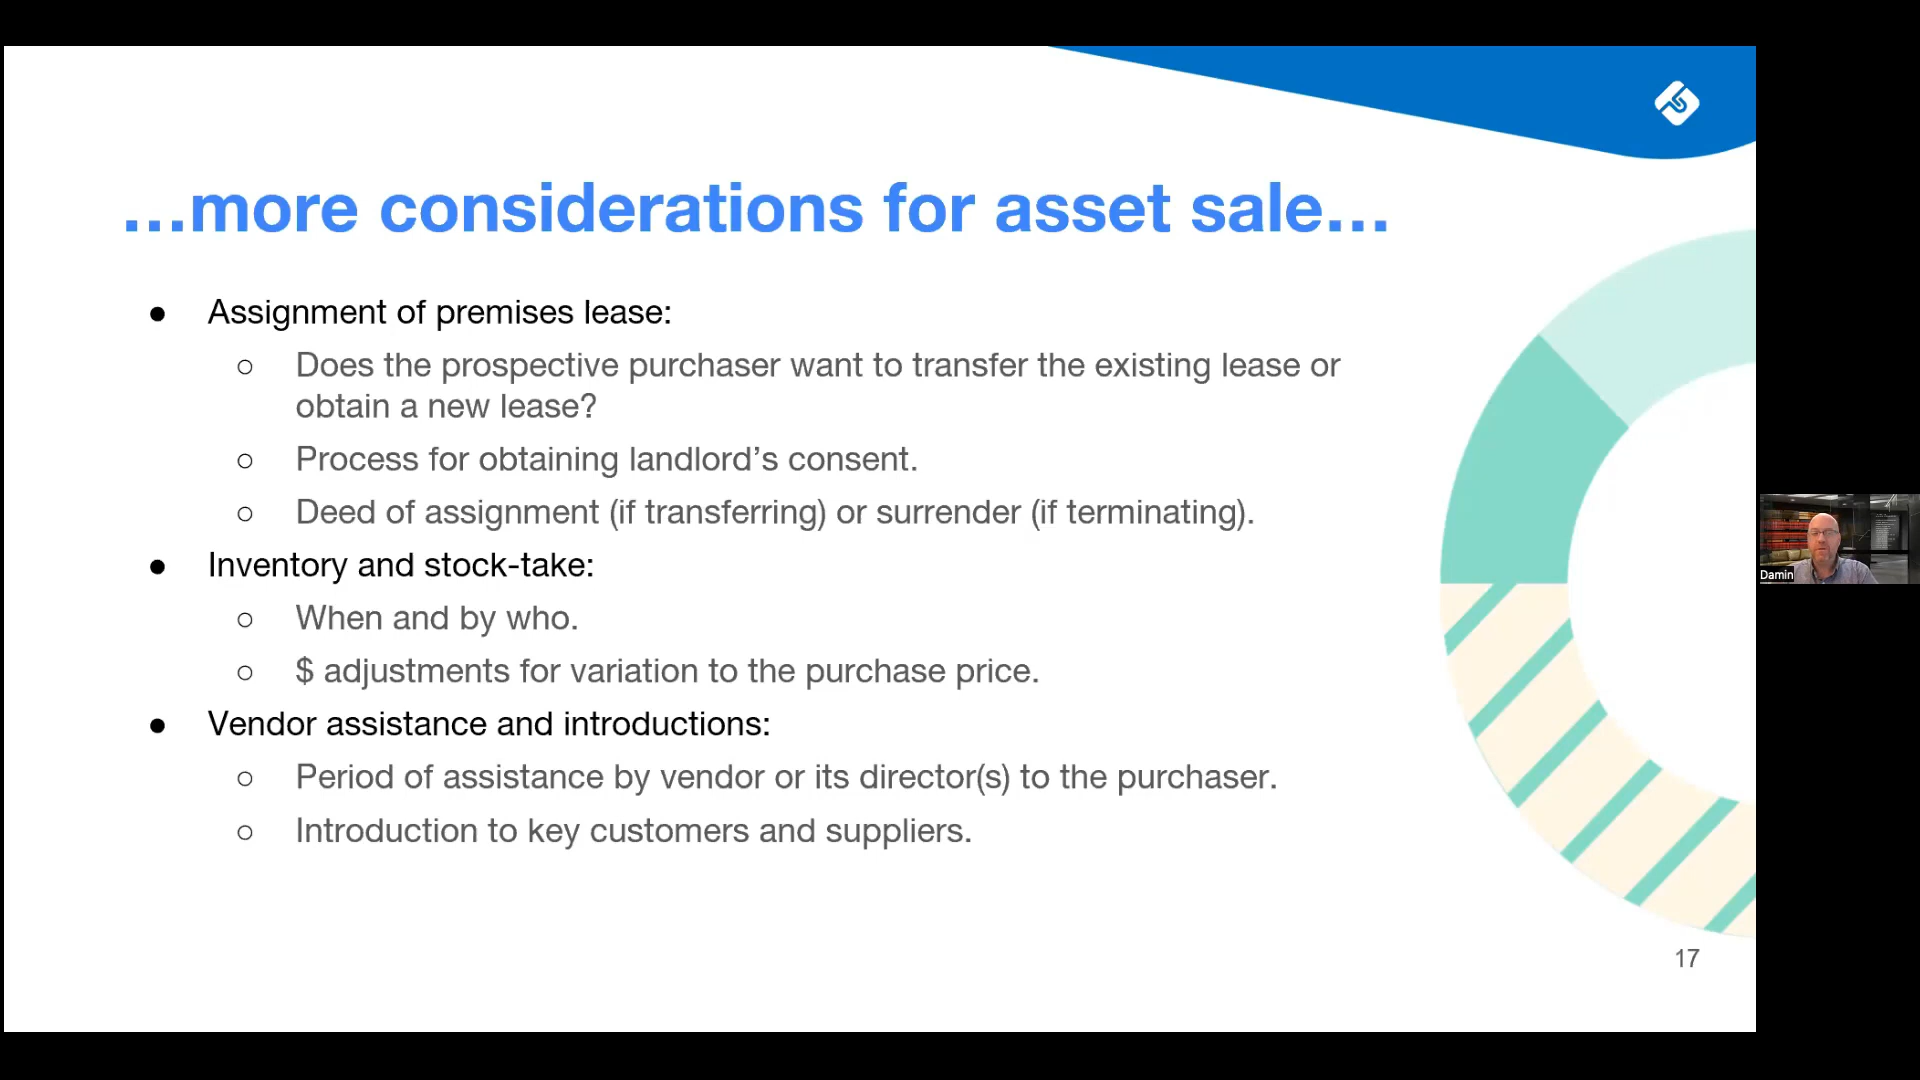 ...more considerations for asset sale...
● Assignment of premises lease:
○ Does the prospective purchaser want to transfer the existing lease or
obtain a new lease?
○ Process for obtaining landlord’s consent.
○ Deed of assignment (if transferring) or surrender (if terminating).
● Inventory and stock-take:
○ When and by who.
○ $ adjustments for variation to the purchase price.
● Vendor assistance and introductions:
○ Period of assistance by vendor or its director(s) to the purchaser.
○ Introduction to key customers and suppliers.
Damin
17